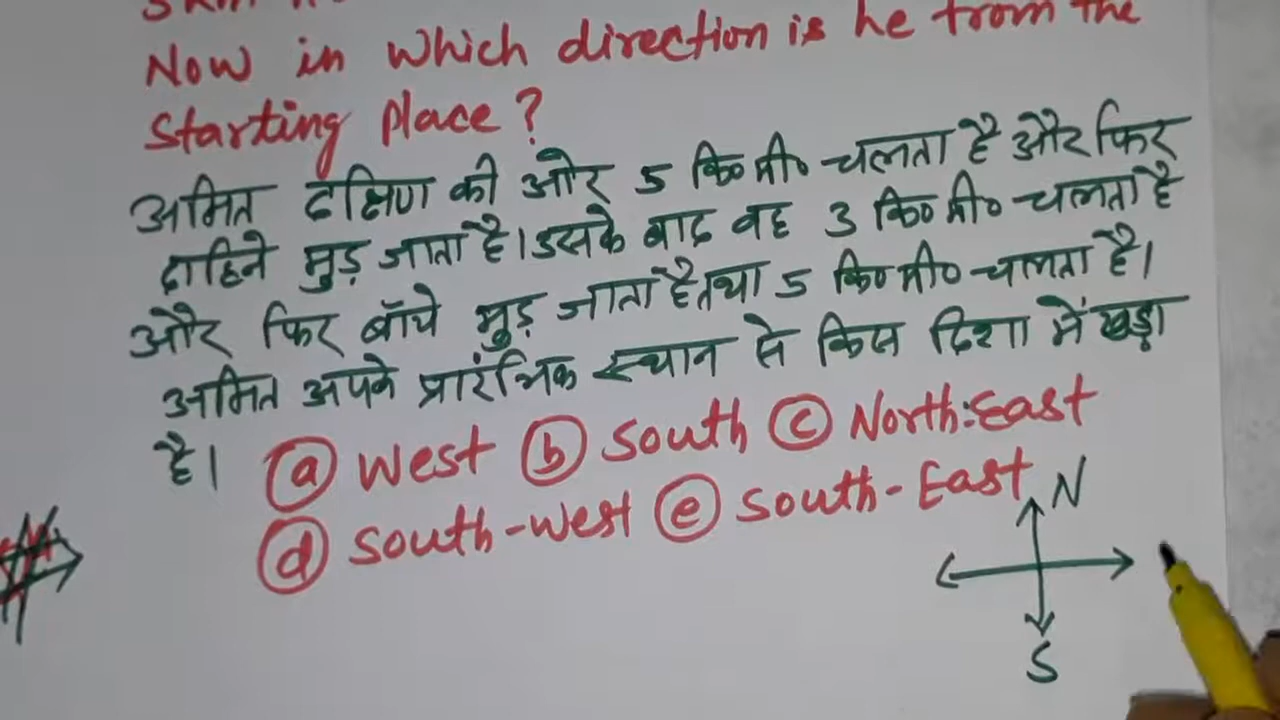 Now in which direction is he from the
starting place?
अमित दक्षिण की ओर 5 कि०मी० चलता है और फिर
दाहिने मुड़ जाता है। उसके बाद वह 3 कि०मी० चलता है
और फिर बाँये मुड़ जाता है तथा 5 कि०मी० चालता है।
अमित अपके प्रारंभिक स्थान से किस दिशा में खड़ा
है। (a) West (b) South (c) North-East
(d) South-west (e) South-East
N
S